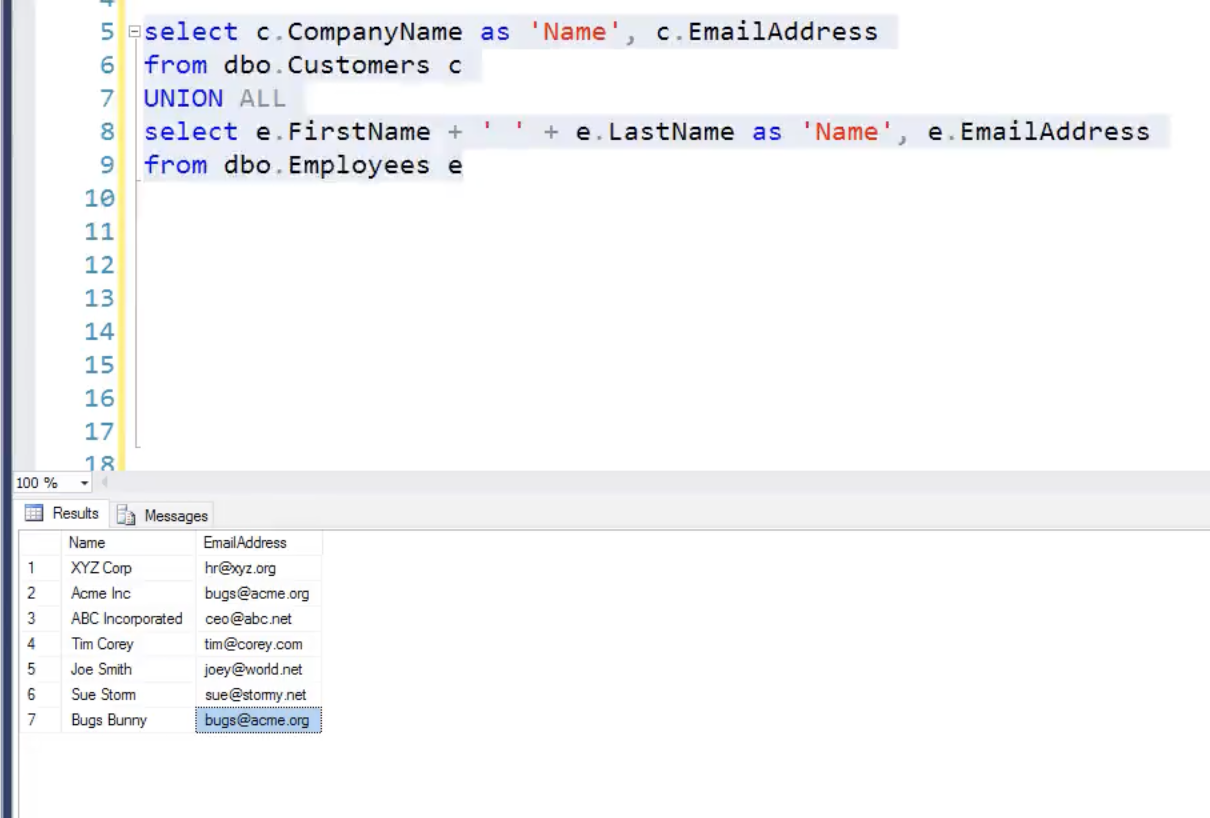 4
5 select c.CompanyName as 'Name', c.EmailAddress
6 from dbo.Customers c
7 UNION ALL
8 select e.FirstName + ' ' + e.LastName as 'Name', e.EmailAddress
9 from dbo.Employees e
10
11
12
13
14
15
16
17
18
100 %
Results Messages
Name EmailAddress
1 XYZ Corp hr@xyz.org
2 Acme Inc bugs@acme.org
3 ABC Incorporated ceo@abc.net
4 Tim Corey tim@corey.com
5 Joe Smith joey@world.net
6 Sue Storm sue@stormy.net
7 Bugs Bunny bugs@acme.org